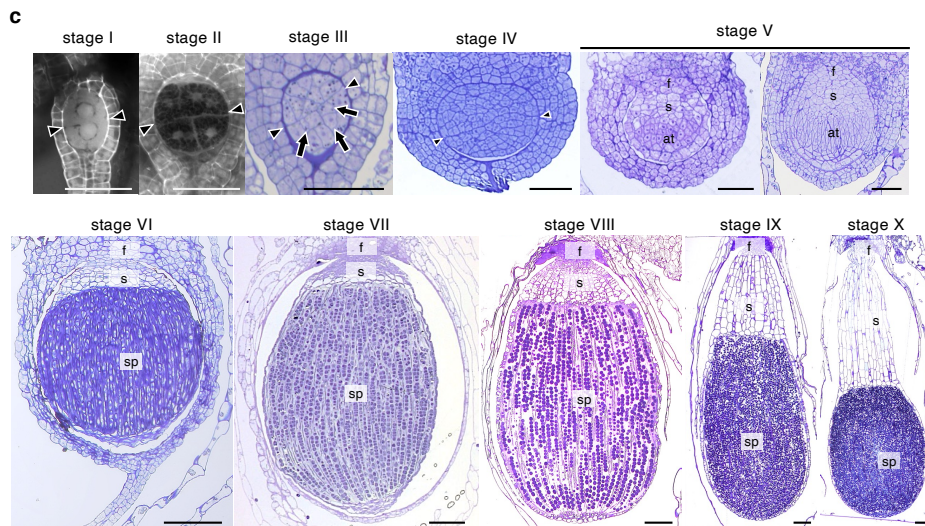 c
stage I
stage II
stage III
stage IV
stage V
f
s
at
f
s
at
stage VI
stage VII
stage VIII
stage IX
stage X
f
s
sp
f
s
sp
f
s
sp
f
s
sp
f
s
sp